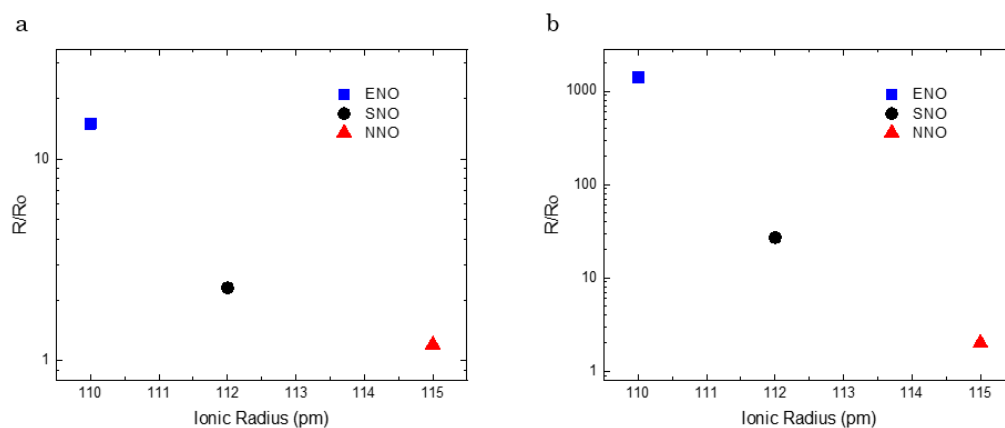 a
10
1
R/Ro
ENO
SNO
NNO
110 111 112 113 114 115
Ionic Radius (pm)
b
1000
100
10
1
R/Ro
ENO
SNO
NNO
110 111 112 113 114 115
Ionic Radius (pm)